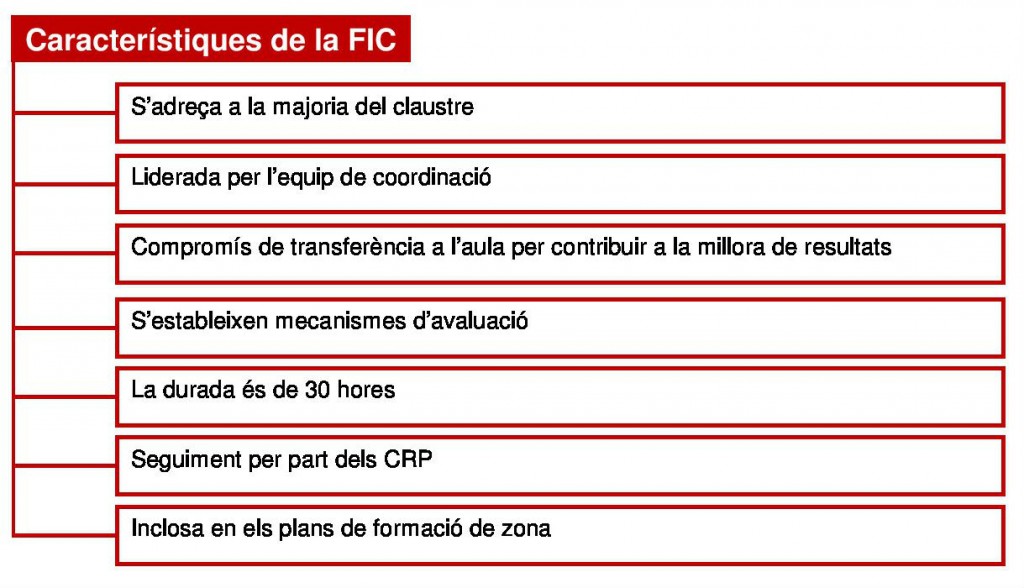 Característiques de la FIC
S'adreça a la majoria del claustre
Liderada per l'equip de coordinació
Compromís de transferència a l'aula per contribuir a la millora de resultats
S'estableixen mecanismes d'avaluació
La durada és de 30 hores
Seguiment per part dels CRP
Inclosa en els plans de formació de zona